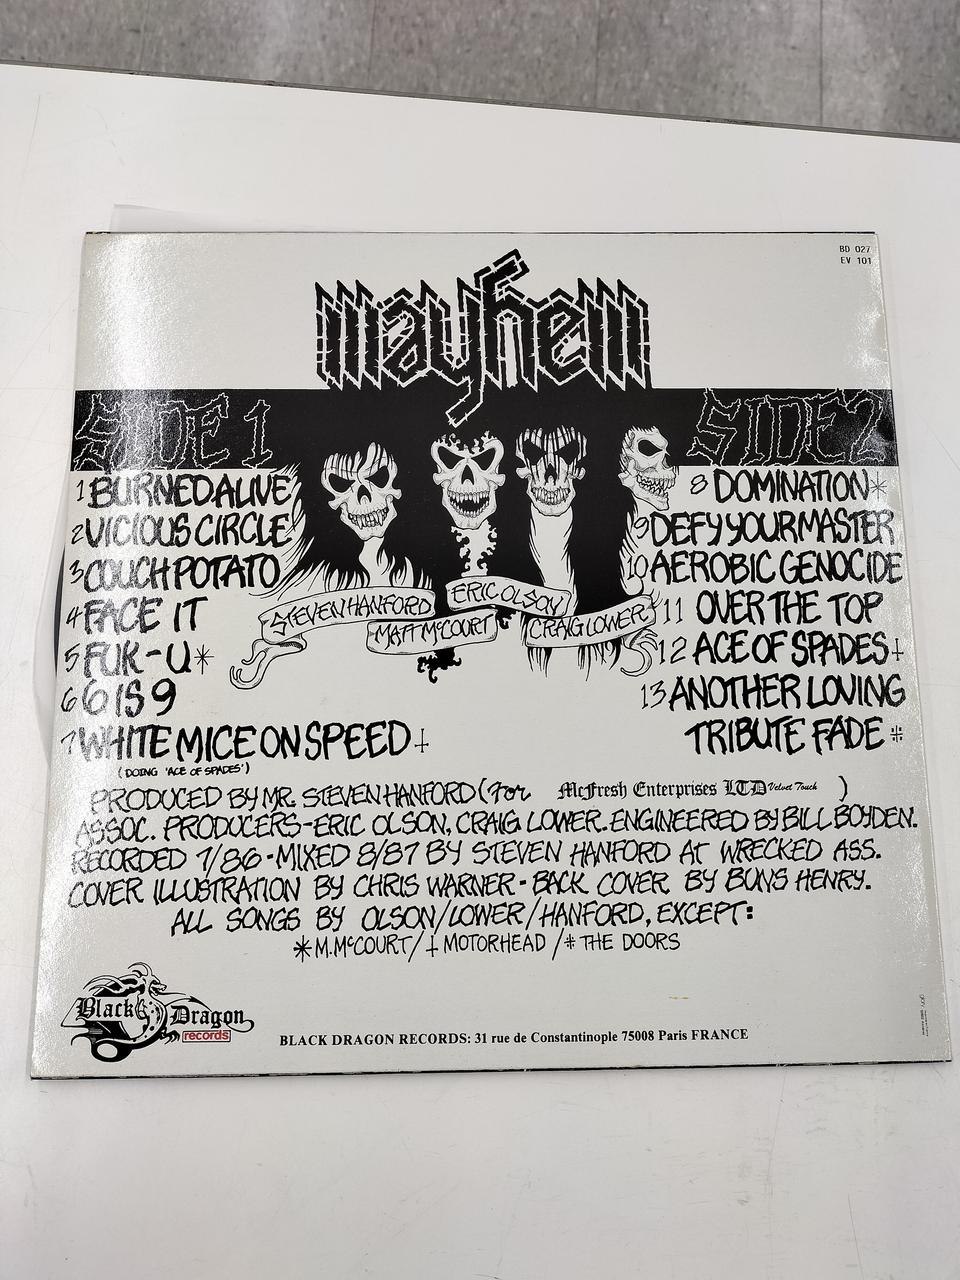 BD 027
EV 101
mayhem
SIDE 1
SIDE 2
1 BURNED ALIVE
2 VICIOUS CIRCLE
3 COUCH POTATO
4 FACE IT
5 FUK-U*
6 6 IS 9
7 WHITE MICE ON SPEED†
(DOING 'ACE OF SPADES')
STEVEN HANFORD
MATT McCOURT
ERIC OLSON
CRAIG LOWER
8 DOMINATION*
9 DEFY YOUR MASTER
10 AEROBIC GENOCIDE
11 OVER THE TOP
12 ACE OF SPADES†
13 ANOTHER LOVING
TRIBUTE FADE ⁜
PRODUCED BY MR. STEVEN HANFORD (For McFresh Enterprises LTD Velvet Touch )
ASSOC. PRODUCERS-ERIC OLSON, CRAIG LOWER. ENGINEERED BY BILL BOYDEN.
RECORDED 7/86-MIXED 8/87 BY STEVEN HANFORD AT WRECKED ASS.
COVER ILLUSTRATION BY CHRIS WARNER-BACK COVER BY BUNS HENRY.
ALL SONGS BY OLSON/LOWER/HANFORD, EXCEPT:
*M.McCOURT/†MOTORHEAD/⁜THE DOORS
Black Dragon
records
BLACK DRAGON RECORDS: 31 rue de Constantinople 75008 Paris FRANCE